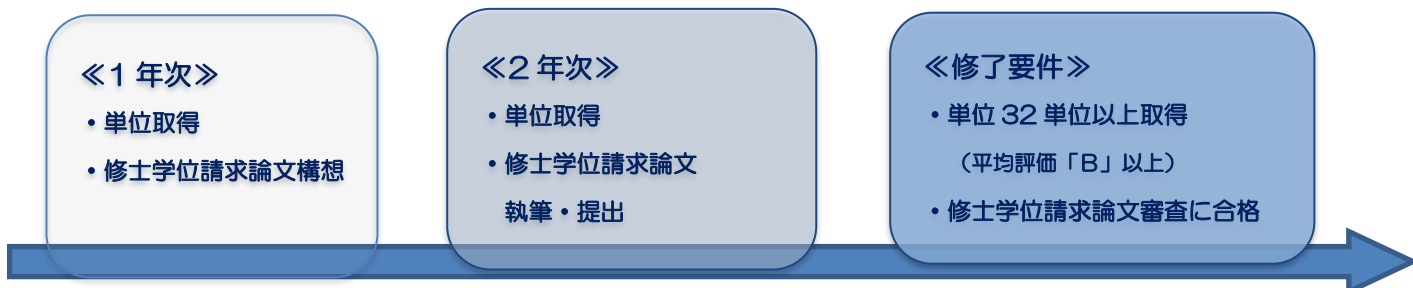 ≪1 年次≫
・単位取得
・修士学位請求論文構想
≪2 年次≫
・単位取得
・修士学位請求論文
執筆・提出
≪修了要件≫
・単位 32 単位以上取得
（平均評価「B」以上）
・修士学位請求論文審査に合格